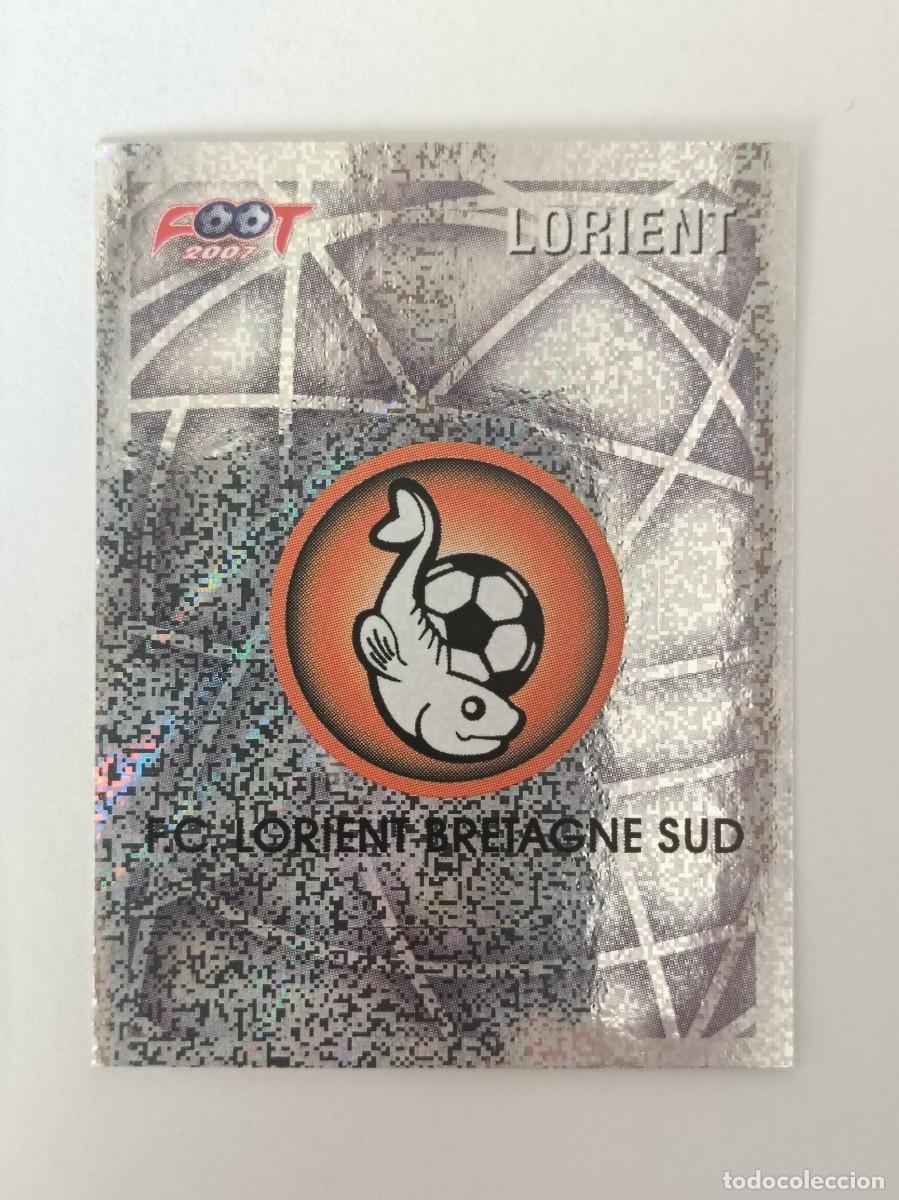 FOOT
2007
LORIENT
FC LORIENT-BRETAGNE SUD
todocoleccion